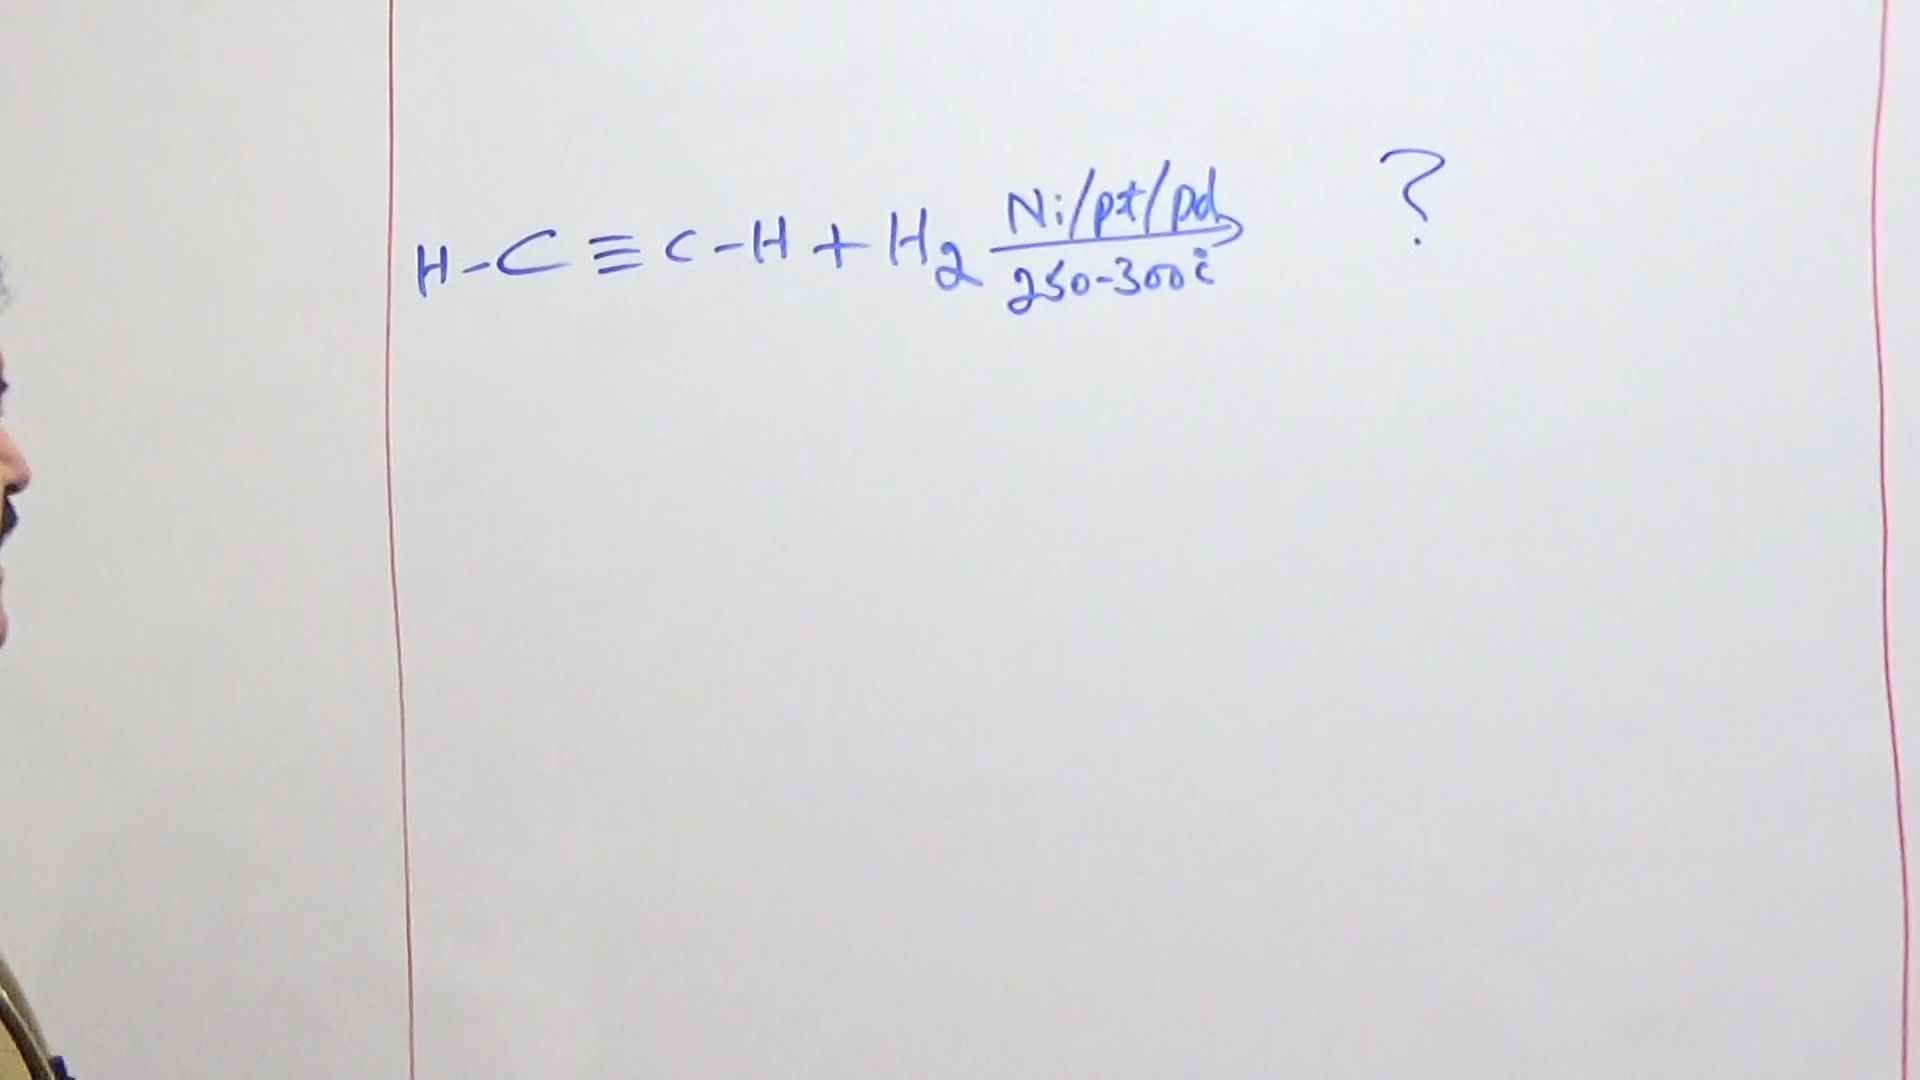 H-C≡C-H + H₂ Ni/pt/pd 250-300°C ?